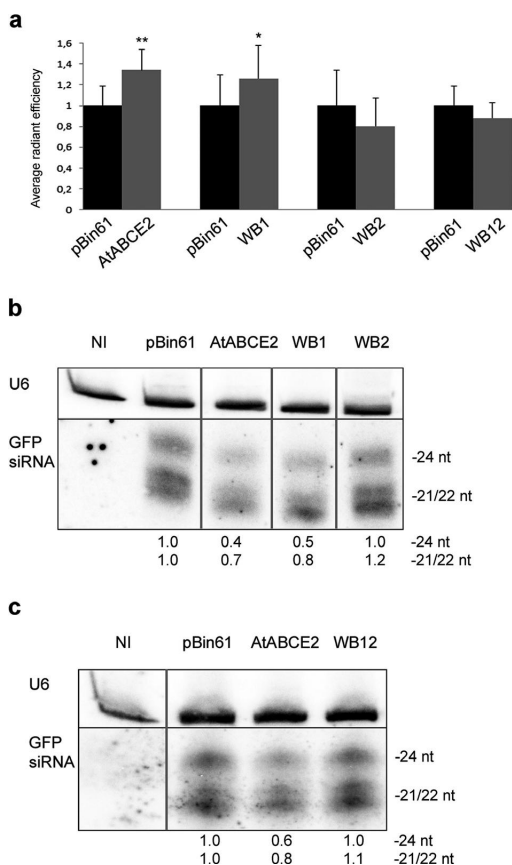 a
Average radiant efficiency
1,6
1,4
1,2
1
0,8
0,6
0,4
0,2
0
** *
pBin61 AtABCE2 pBin61 WB1 pBin61 WB2 pBin61 WB12
b
NI pBin61 AtABCE2 WB1 WB2
U6
GFP
siRNA
-24 nt
-21/22 nt
1.0 0.4 0.5 1.0 -24 nt
1.0 0.7 0.8 1.2 -21/22 nt
c
NI pBin61 AtABCE2 WB12
U6
GFP
siRNA
-24 nt
-21/22 nt
1.0 0.6 1.0 -24 nt
1.0 0.8 1.1 -21/22 nt